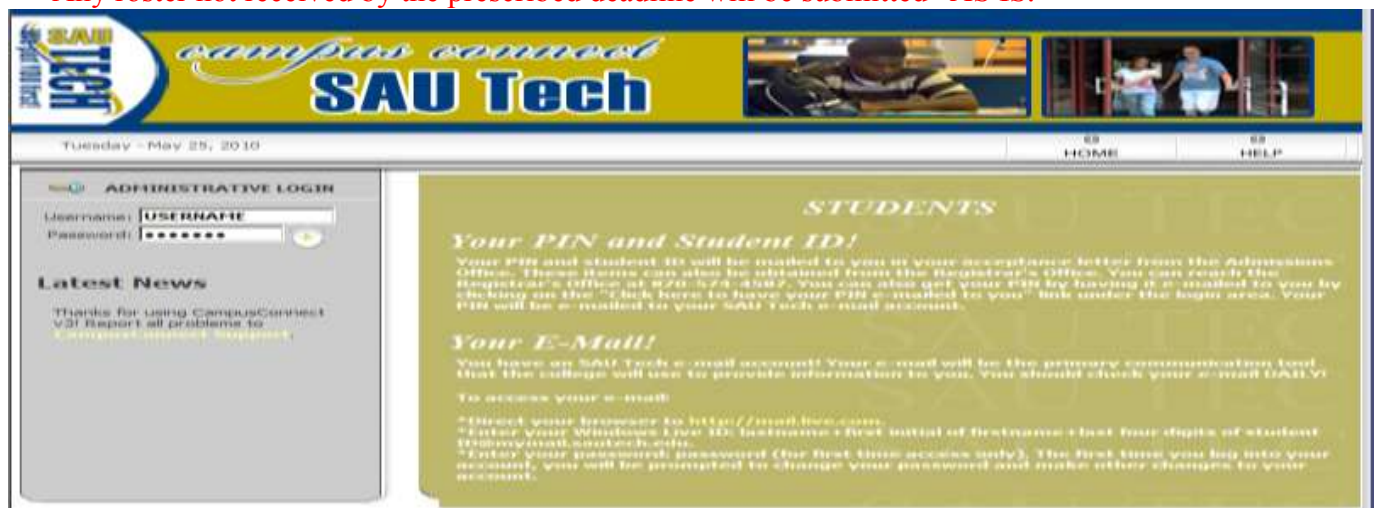 Any roster not received by the prescribed deadline will be submitted "AS IS."
SAU
TECH
campus connect
SAU Tech
Tuesday - May 25, 2010
HOME
HELP
ADMINISTRATIVE LOGIN
Username: USERNAME
Password: •••••••
Latest News
Thanks for using CampusConnect
v3! Report all problems to
CampusConnect Support.
STUDENTS
Your PIN and Student ID!
Your PIN and student ID will be mailed to you in your acceptance letter from the Admissions
Office. These items can also be obtained from the Registrar's Office. You can reach the
Registrar's Office at 870-574-4507. You can also get your PIN by having it e-mailed to you by
clicking on the "Click here to have your PIN e-mailed to you" link under the login area. Your
PIN will be e-mailed to your SAU Tech e-mail account.
Your E-Mail!
You have an SAU Tech e-mail account! Your e-mail will be the primary communication tool
that the college will use to provide information to you. You should check your e-mail DAILY!
To access your e-mail:
*Direct your browser to http://mail.live.com.
*Enter your Windows Live ID: lastname+first initial of firstname+last four digits of student
ID@mymail.sautech.edu.
*Enter your password: password (for first time access only), The first time you log into your
account, you will be prompted to change your password and make other changes to your
account.